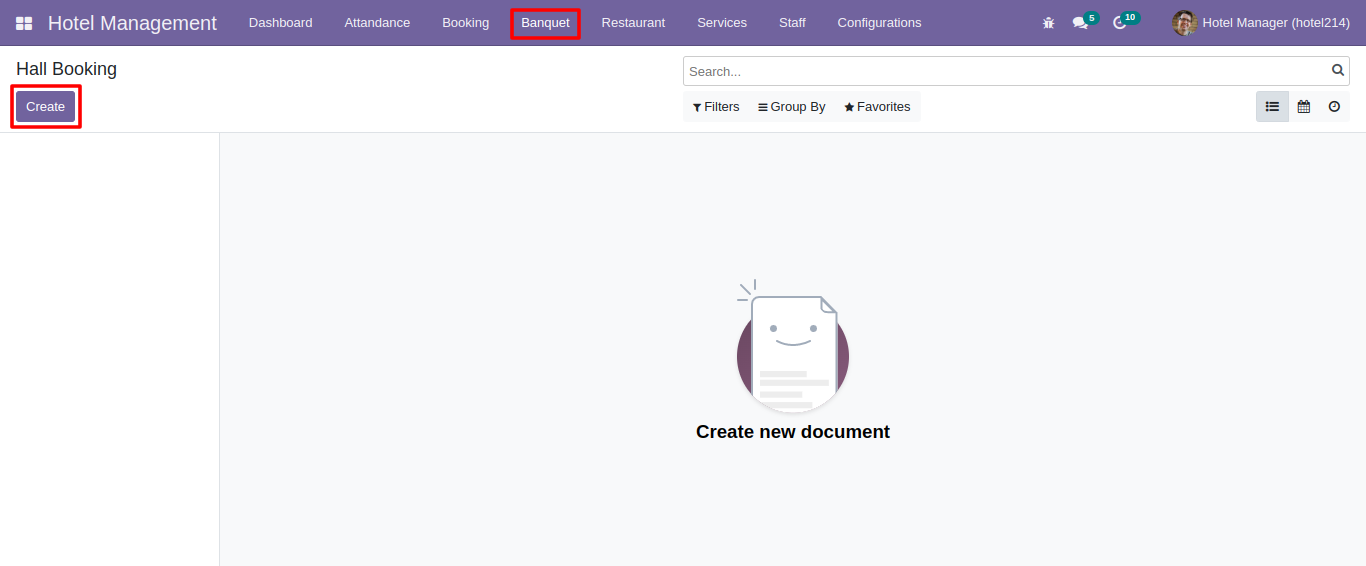 Hotel Management Dashboard Attandance Booking Banquet Restaurant Services Staff Configurations 5 10 Hotel Manager (hotel214)
Hall Booking
Search...
Create
Filters Group By Favorites
Create new document